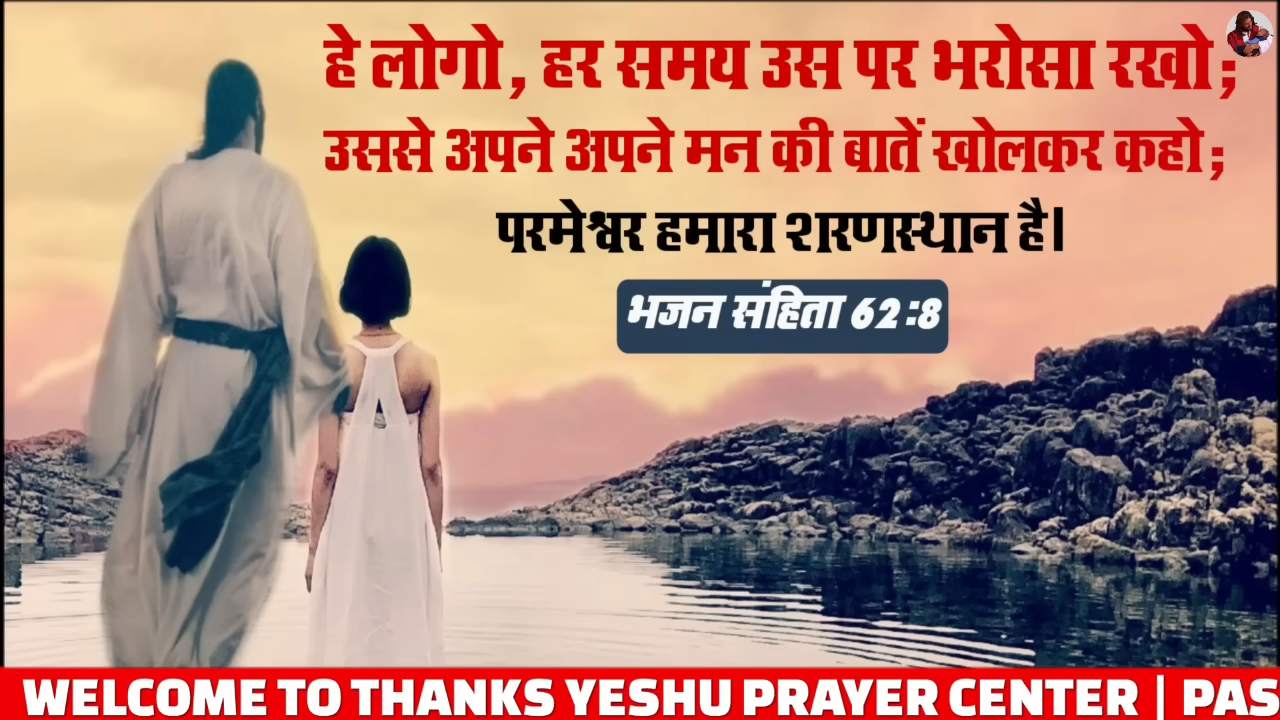 हे लोगो, हर समय उस पर भरोसा रखो;
उससे अपने अपने मन की बातें खोलकर कहो;
परमेश्वर हमारा शरणस्थान है।
भजन संहिता 62:8
WELCOME TO THANKS YESHU PRAYER CENTER | PAS